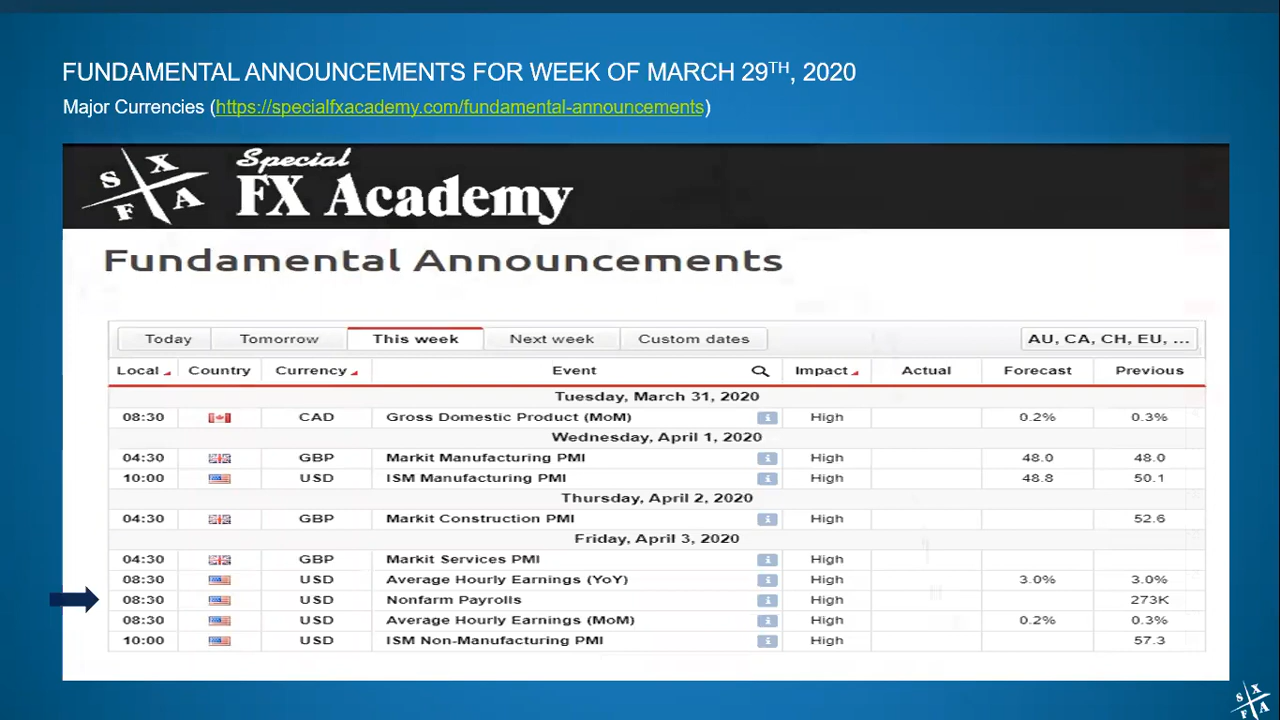 FUNDAMENTAL ANNOUNCEMENTS FOR WEEK OF MARCH 29TH, 2020
Major Currencies (https://specialfxacademy.com/fundamental-announcements)
S X F A
Special
FX Academy
Fundamental Announcements
Today Tomorrow This week Next week Custom dates AU, CA, CH, EU, ...
Local Country Currency Event Impact Actual Forecast Previous
Tuesday, March 31, 2020
08:30 CAD Gross Domestic Product (MoM) i High 0.2% 0.3%
Wednesday, April 1, 2020
04:30 GBP Markit Manufacturing PMI i High 48.0 48.0
10:00 USD ISM Manufacturing PMI i High 48.8 50.1
Thursday, April 2, 2020
04:30 GBP Markit Construction PMI i High 52.6
Friday, April 3, 2020
04:30 GBP Markit Services PMI i High
08:30 USD Average Hourly Earnings (YoY) i High 3.0% 3.0%
08:30 USD Nonfarm Payrolls i High 273K
08:30 USD Average Hourly Earnings (MoM) i High 0.2% 0.3%
10:00 USD ISM Non-Manufacturing PMI i High 57.3
S X F A